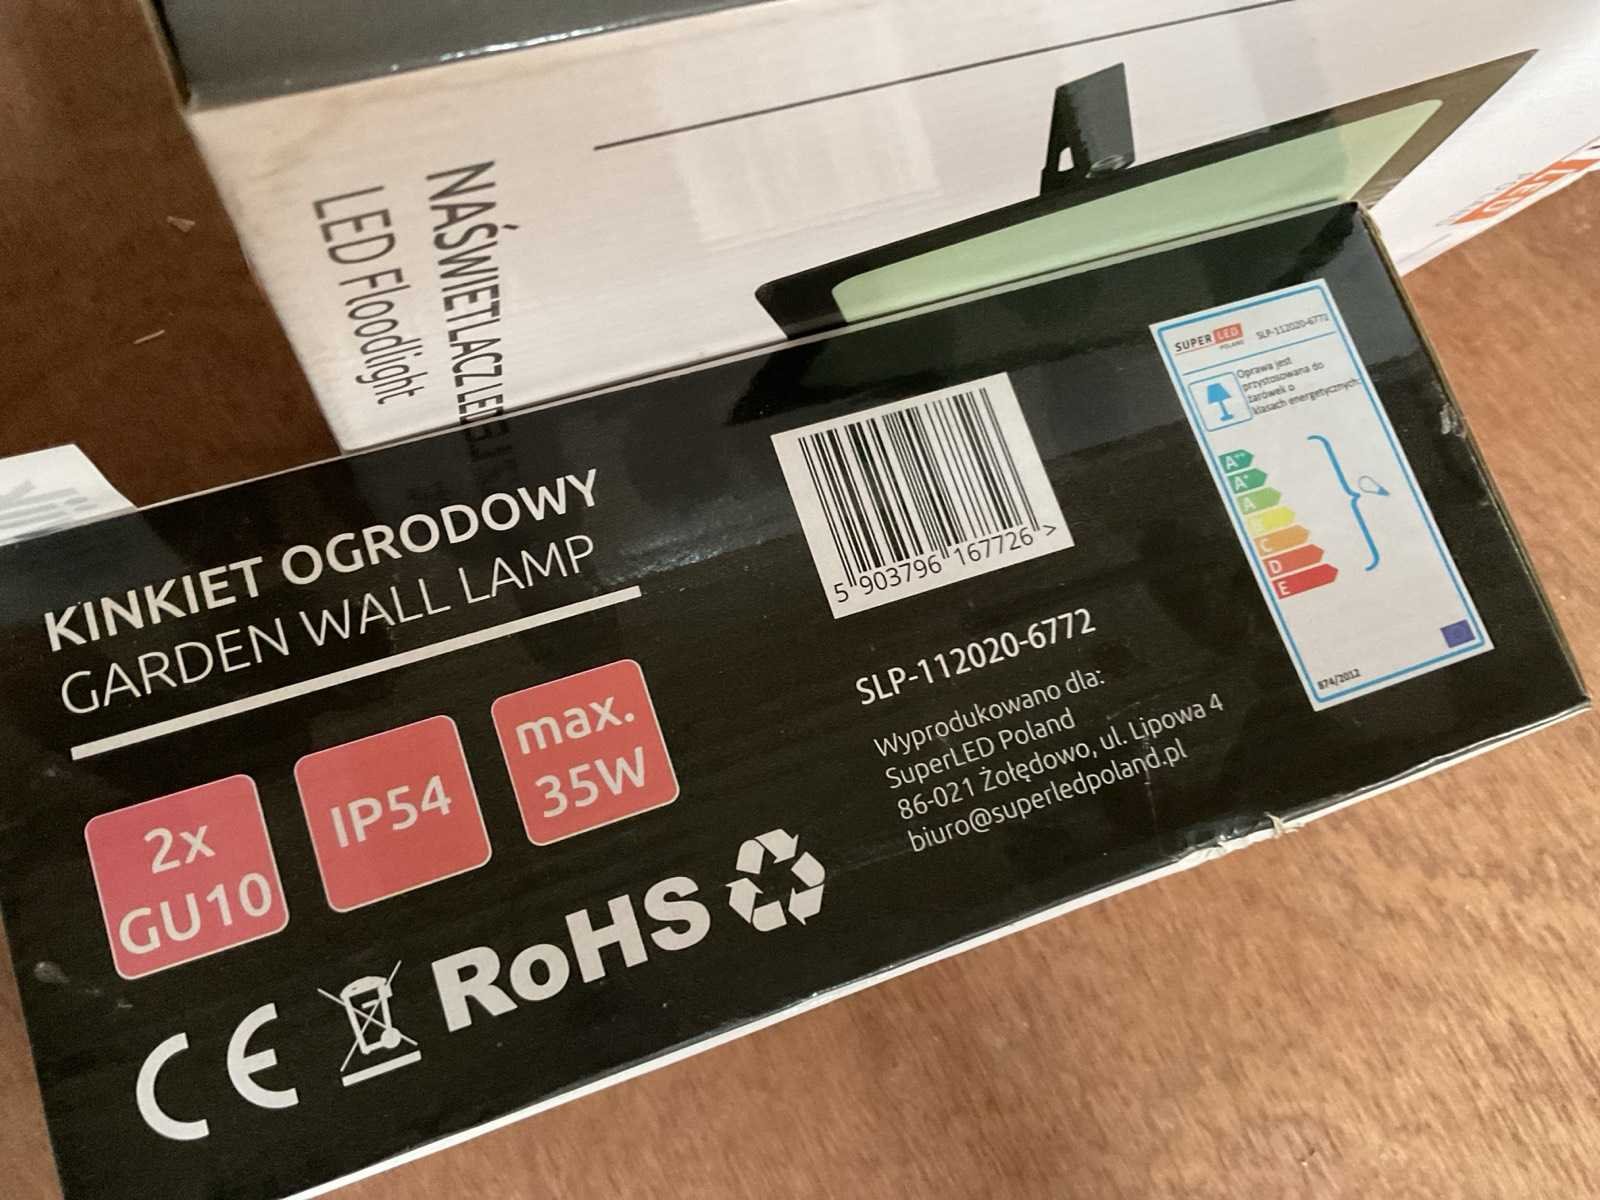 NAŚWIETLACZ LED
LED Floodlight
KINKIET OGRODOWY
GARDEN WALL LAMP
2x
GU10
IP54
max.
35W
CE
RoHS
5 903796 167726 >
SLP-112020-6772
Wyprodukowano dla:
SuperLED Poland
86-021 Żołędowo, ul. Lipowa 4
biuro@superledpoland.pl
SUPER LED
POLAND
SLP-112020-6772
Oprawa jest
przystosowana do
żarówek o
klasach energetycznych:
A++
A+
A
B
C
D
E
874/2012
LED